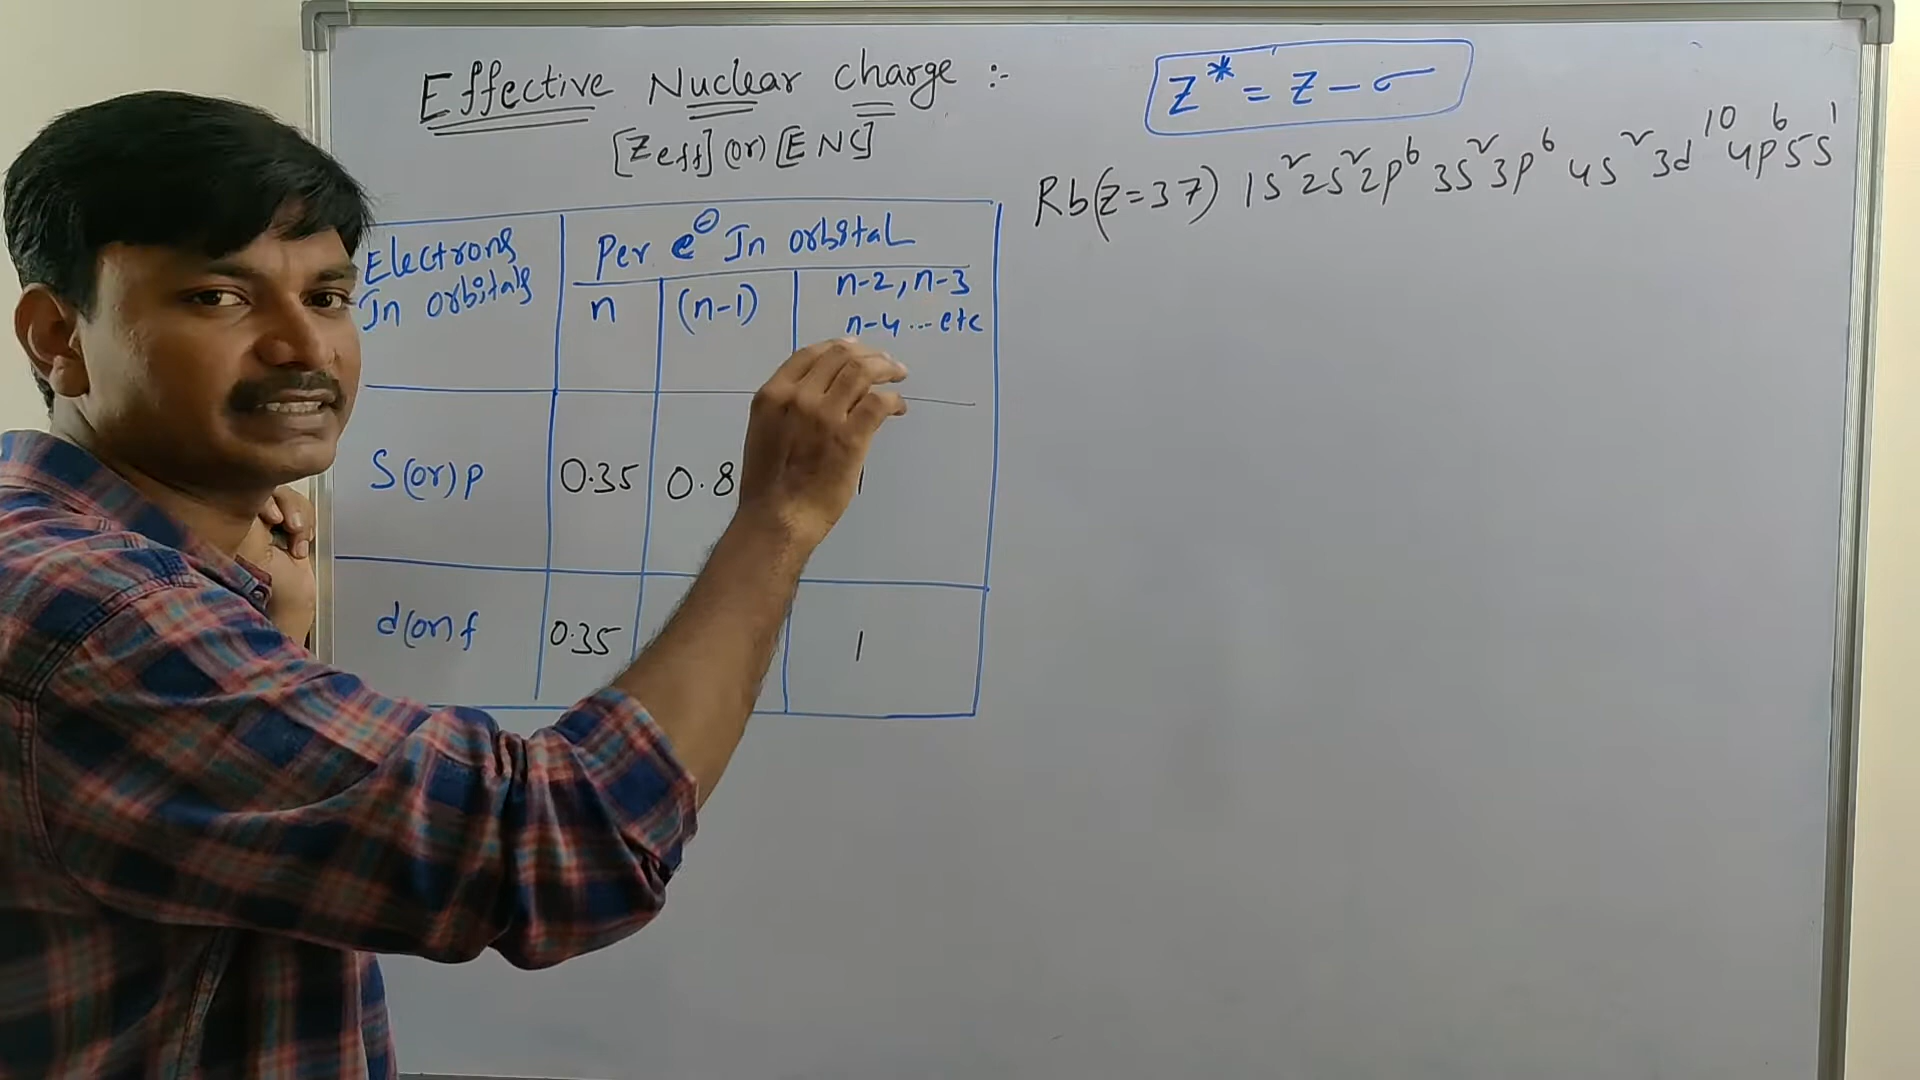 Effective Nuclear charge :-
[Zeff] (or) [ENC]
Z* = Z - σ
Rb(Z=37) 1s² 2s² 2p⁶ 3s² 3p⁶ 4s² 3d¹⁰ 4p⁶ 5s¹
Electrons In orbitals
Per e⊖ In orbital
n
(n-1)
n-2, n-3
n-4 ... etc
S(or)p
0.35
0.8
1
d(or)f
0.35
1